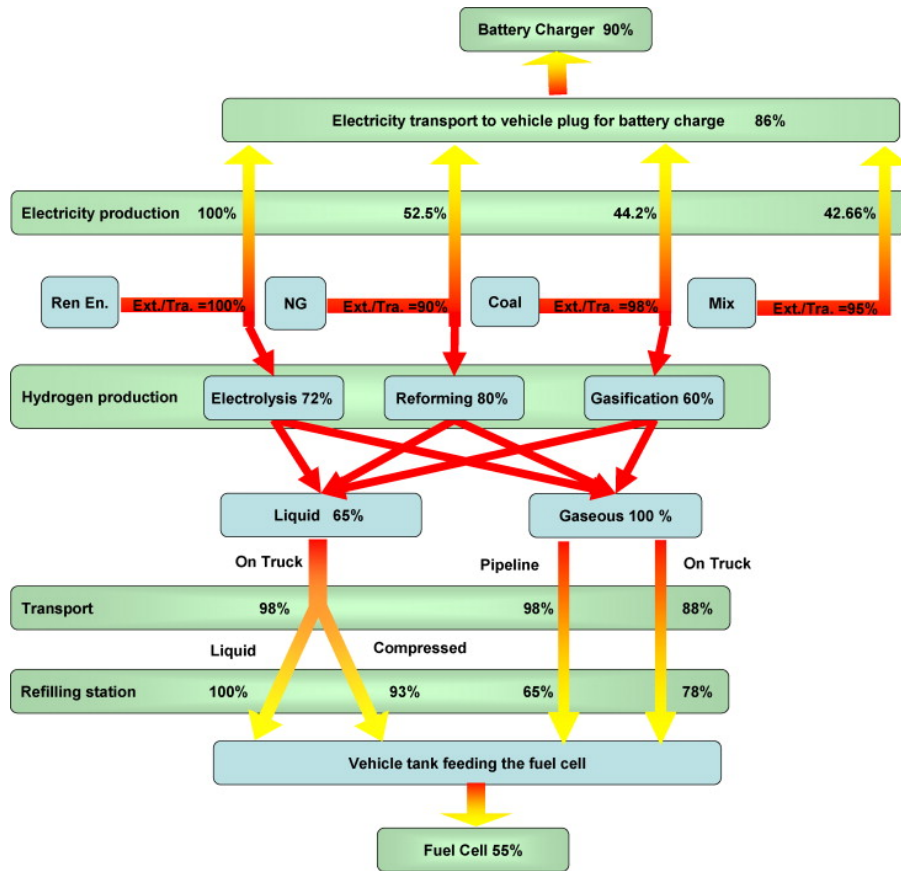 Battery Charger 90%
Electricity transport to vehicle plug for battery charge 86%
Electricity production 100% 52.5% 44.2% 42.66%
Ren En. Ext./Tra. =100% NG Ext./Tra. =90% Coal Ext./Tra. =98% Mix Ext./Tra. =95%
Hydrogen production Electrolysis 72% Reforming 80% Gasification 60%
Liquid 65% Gaseous 100 %
On Truck Pipeline On Truck
Transport 98% 98% 88%
Liquid Compressed
Refilling station 100% 93% 65% 78%
Vehicle tank feeding the fuel cell
Fuel Cell 55%